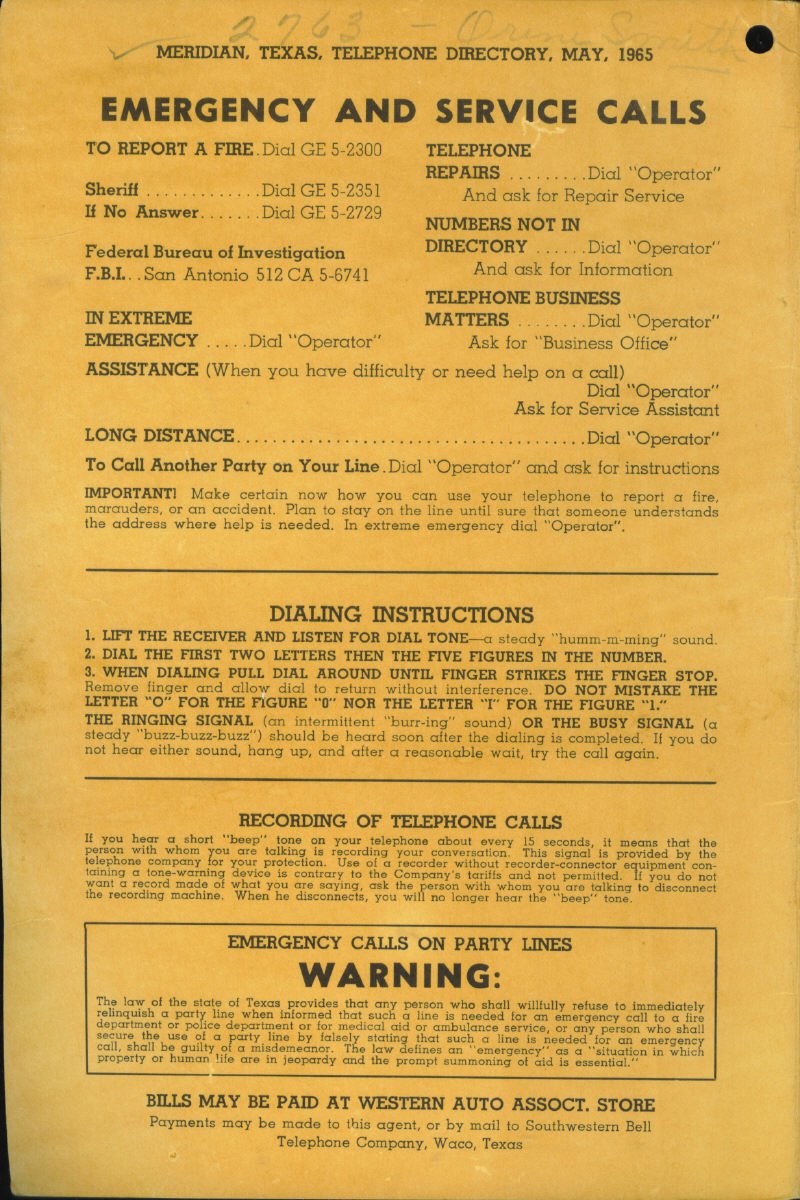 2763 — Orene Smith
MERIDIAN, TEXAS, TELEPHONE DIRECTORY, MAY, 1965
EMERGENCY AND SERVICE CALLS
TO REPORT A FIRE.Dial GE 5-2300
Sheriff .............Dial GE 5-2351
If No Answer.......Dial GE 5-2729
Federal Bureau of Investigation
F.B.I...San Antonio 512 CA 5-6741
IN EXTREME
EMERGENCY .....Dial "Operator"
TELEPHONE
REPAIRS .........Dial "Operator"
And ask for Repair Service
NUMBERS NOT IN
DIRECTORY ......Dial "Operator"
And ask for Information
TELEPHONE BUSINESS
MATTERS ........Dial "Operator"
Ask for "Business Office"
ASSISTANCE (When you have difficulty or need help on a call)
Dial "Operator"
Ask for Service Assistant
LONG DISTANCE.......................................Dial "Operator"
To Call Another Party on Your Line.Dial "Operator" and ask for instructions
IMPORTANT! Make certain now how you can use your telephone to report a fire,
marauders, or an accident. Plan to stay on the line until sure that someone understands
the address where help is needed. In extreme emergency dial "Operator".
DIALING INSTRUCTIONS
1. LIFT THE RECEIVER AND LISTEN FOR DIAL TONE—a steady "humm-m-ming" sound.
2. DIAL THE FIRST TWO LETTERS THEN THE FIVE FIGURES IN THE NUMBER.
3. WHEN DIALING PULL DIAL AROUND UNTIL FINGER STRIKES THE FINGER STOP.
Remove finger and allow dial to return without interference. DO NOT MISTAKE THE
LETTER "O" FOR THE FIGURE "0" NOR THE LETTER "I" FOR THE FIGURE "1."
THE RINGING SIGNAL (an intermittent "burr-ing" sound) OR THE BUSY SIGNAL (a
steady "buzz-buzz-buzz") should be heard soon after the dialing is completed. If you do
not hear either sound, hang up, and after a reasonable wait, try the call again.
RECORDING OF TELEPHONE CALLS
If you hear a short "beep" tone on your telephone about every 15 seconds, it means that the
person with whom you are talking is recording your conversation. This signal is provided by the
telephone company for your protection. Use of a recorder without recorder-connector equipment con-
taining a tone-warning device is contrary to the Company's tariffs and not permitted. If you do not
want a record made of what you are saying, ask the person with whom you are talking to disconnect
the recording machine. When he disconnects, you will no longer hear the "beep" tone.
EMERGENCY CALLS ON PARTY LINES
WARNING:
The law of the state of Texas provides that any person who shall willfully refuse to immediately
relinquish a party line when informed that such a line is needed for an emergency call to a fire
department or police department or for medical aid or ambulance service, or any person who shall
secure the use of a party line by falsely stating that such a line is needed for an emergency
call, shall be guilty of a misdemeanor. The law defines an "emergency" as a "situation in which
property or human life are in jeopardy and the prompt summoning of aid is essential."
BILLS MAY BE PAID AT WESTERN AUTO ASSOCT. STORE
Payments may be made to this agent, or by mail to Southwestern Bell
Telephone Company, Waco, Texas